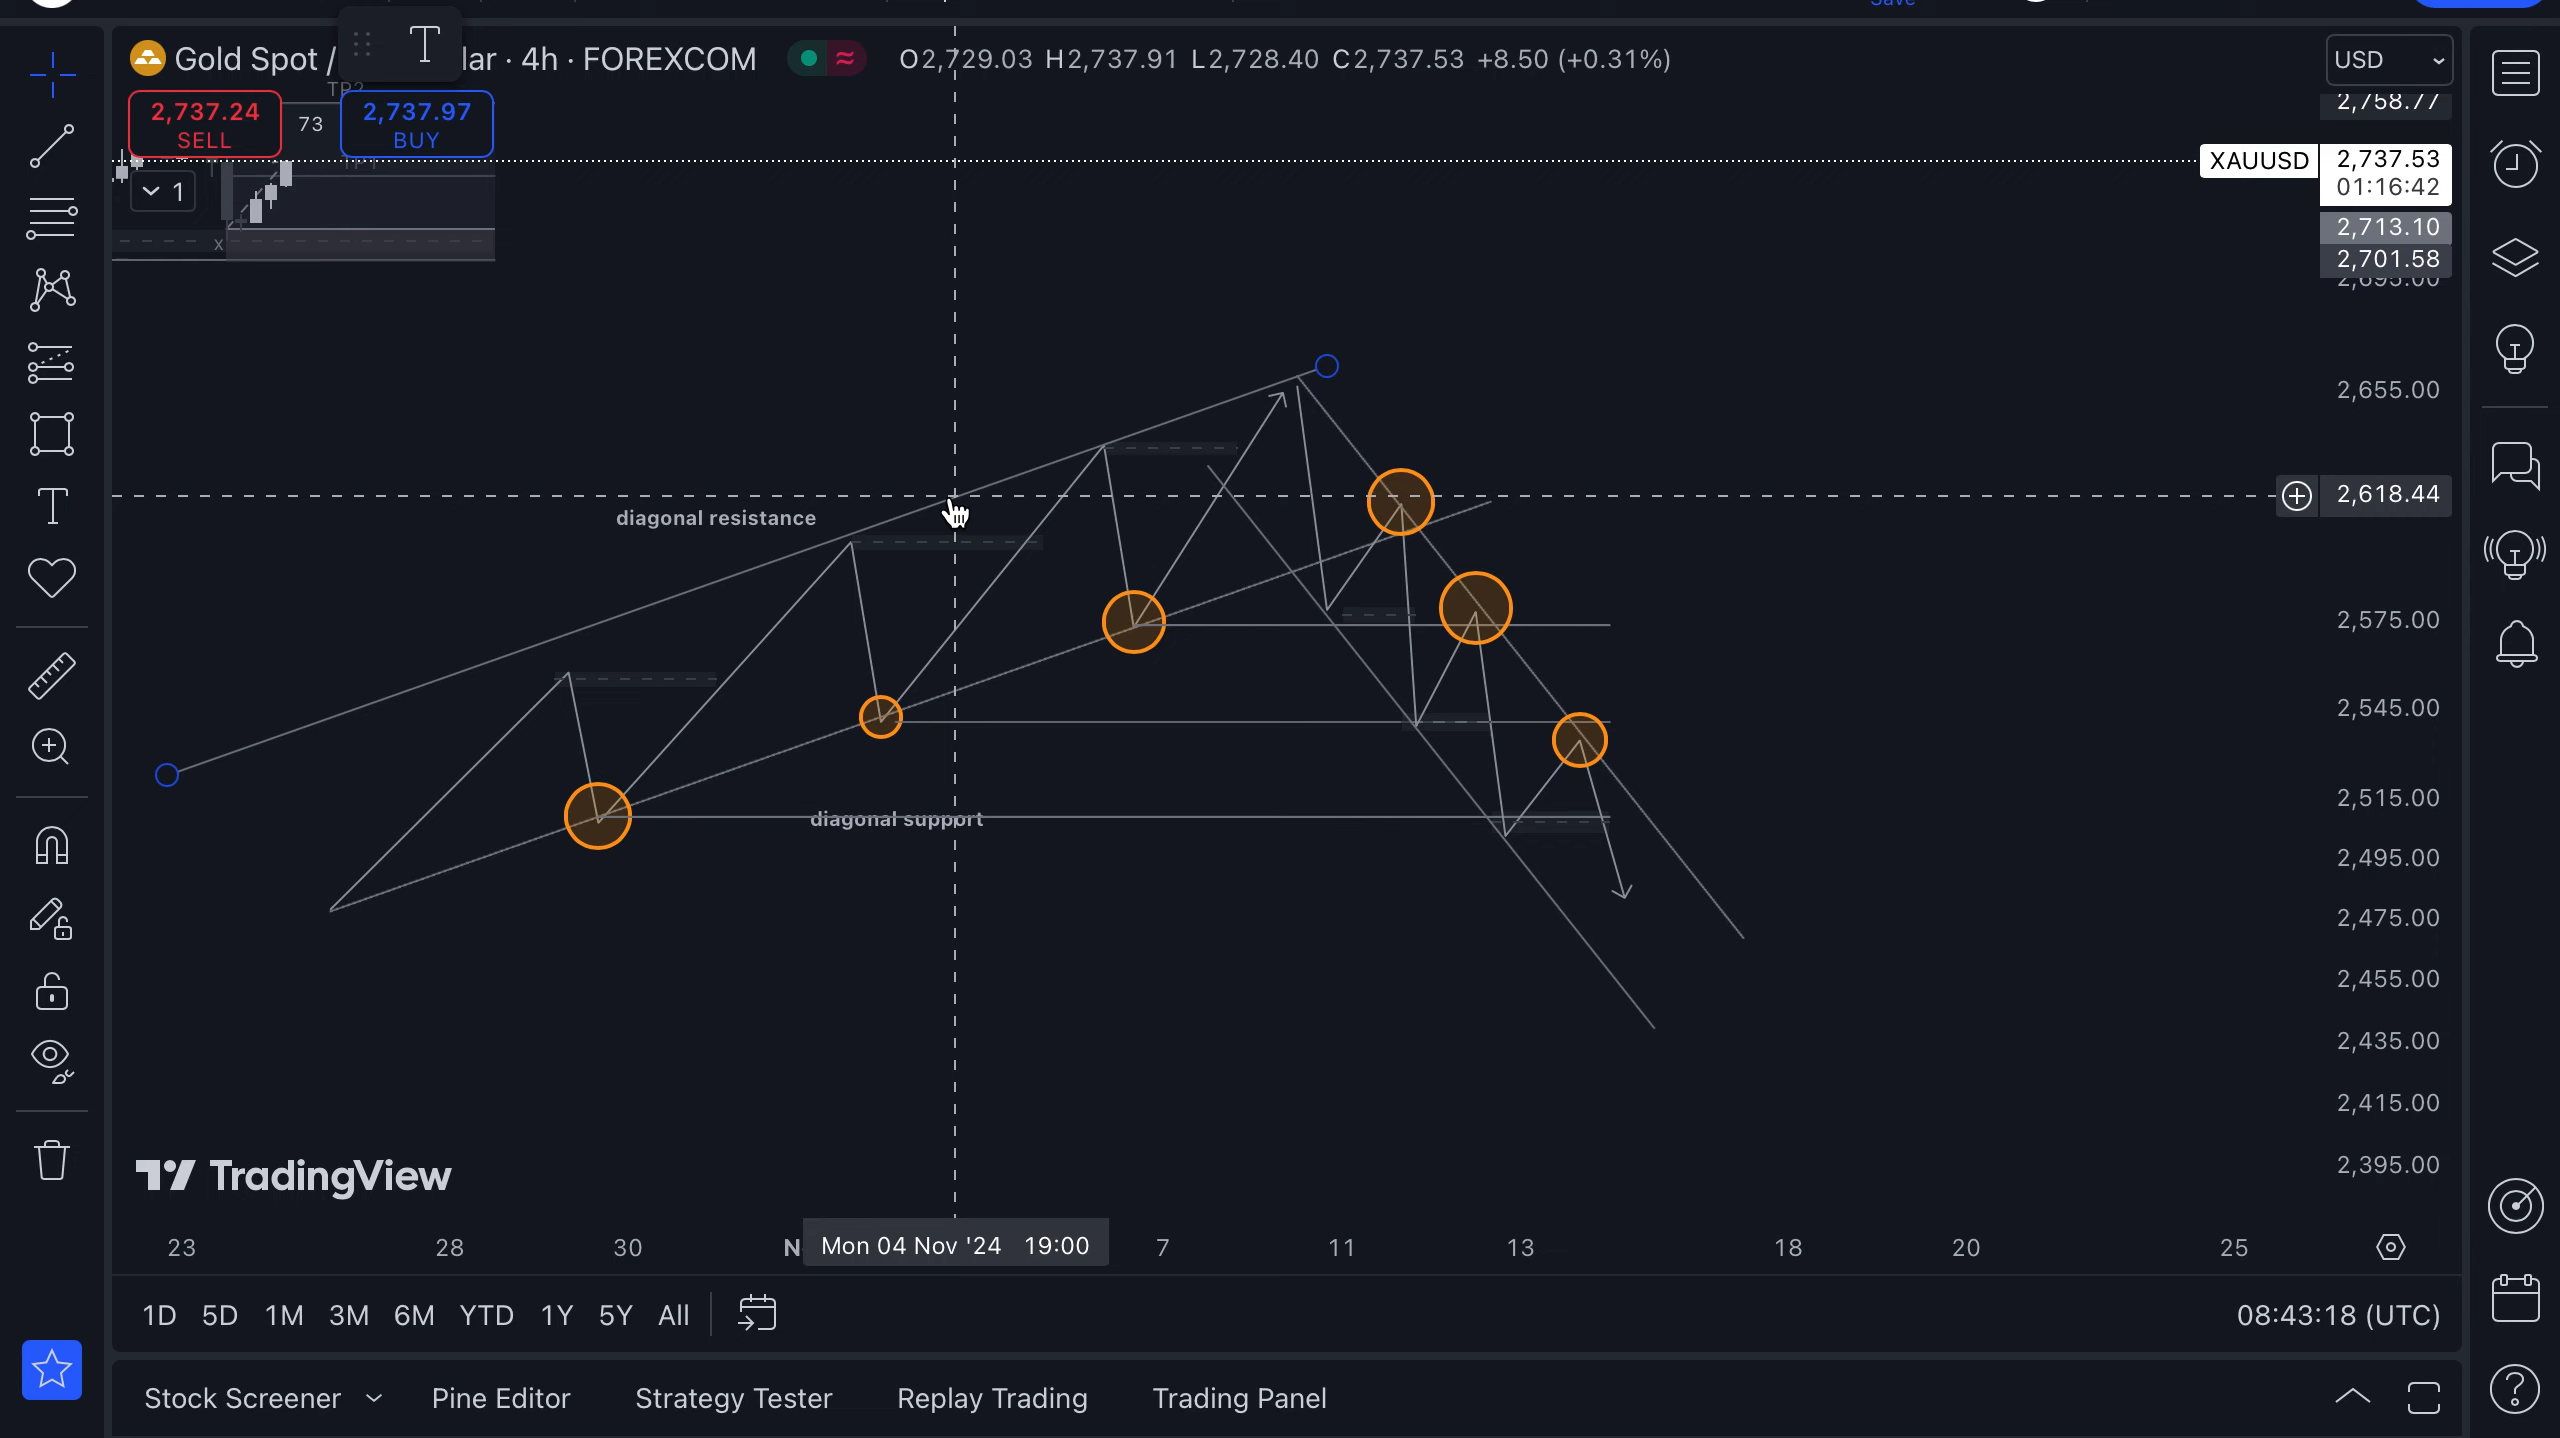 Save
Gold Spot / lar · 4h · FOREXCOM
O2,729.03 H2,737.91 L2,728.40 C2,737.53 +8.50 (+0.31%)
USD
TP2
2,737.24
SELL
73
2,737.97
BUY
TP1
1
x
2,758.77
XAUUSD
2,737.53
01:16:42
2,713.10
2,701.58
2,695.00
2,655.00
2,618.44
2,575.00
2,545.00
2,515.00
2,495.00
2,475.00
2,455.00
2,435.00
2,415.00
2,395.00
diagonal resistance
diagonal support
TradingView
23 28 30 N Mon 04 Nov '24 19:00 7 11 13 18 20 25
1D 5D 1M 3M 6M YTD 1Y 5Y All
08:43:18 (UTC)
Stock Screener Pine Editor Strategy Tester Replay Trading Trading Panel